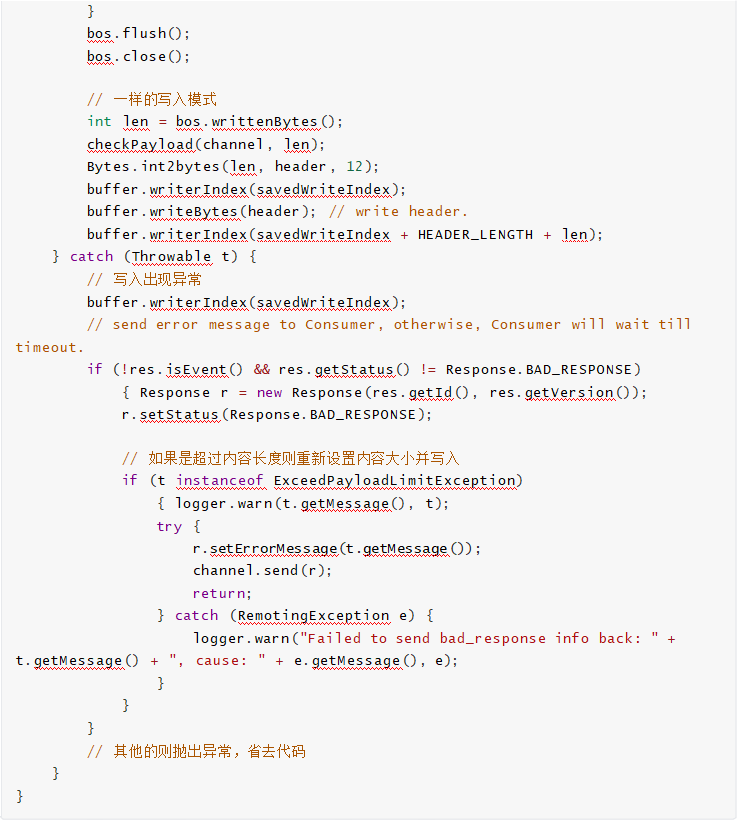 }
        bos.flush();
        bos.close();

        // 一样的写入模式
        int len = bos.writtenBytes();
        checkPayload(channel, len);
        Bytes.int2bytes(len, header, 12);
        buffer.writerIndex(savedWriteIndex);
        buffer.writeBytes(header); // write header.
        buffer.writerIndex(savedWriteIndex + HEADER_LENGTH + len);
    } catch (Throwable t) {
        // 写入出现异常
        buffer.writerIndex(savedWriteIndex);
        // send error message to Consumer, otherwise, Consumer will wait till
timeout.
        if (!res.isEvent() && res.getStatus() != Response.BAD_RESPONSE)
            { Response r = new Response(res.getId(), res.getVersion());
            r.setStatus(Response.BAD_RESPONSE);

            // 如果是超过内容长度则重新设置内容大小并写入
            if (t instanceof ExceedPayloadLimitException)
                { logger.warn(t.getMessage(), t);
                try {
                    r.setErrorMessage(t.getMessage());
                    channel.send(r);
                    return;
                } catch (RemotingException e) {
                    logger.warn("Failed to send bad_response info back: " +
t.getMessage() + ", cause: " + e.getMessage(), e);
                }
            }
        }
        // 其他的则抛出异常，省去代码
    }
}